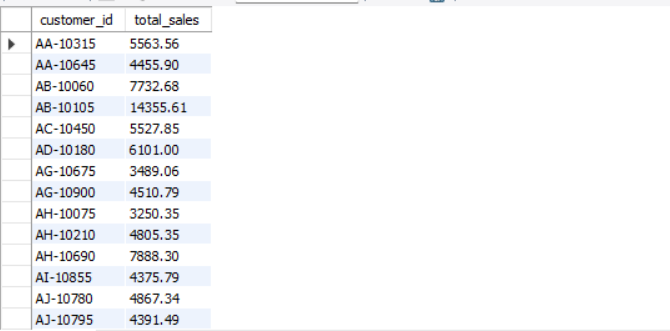 customer_id total_sales
AA-10315 5563.56
AA-10645 4455.90
AB-10060 7732.68
AB-10105 14355.61
AC-10450 5527.85
AD-10180 6101.00
AG-10675 3489.06
AG-10900 4510.79
AH-10075 3250.35
AH-10210 4805.35
AH-10690 7888.30
AI-10855 4375.79
AJ-10780 4867.34
AJ-10795 4391.49